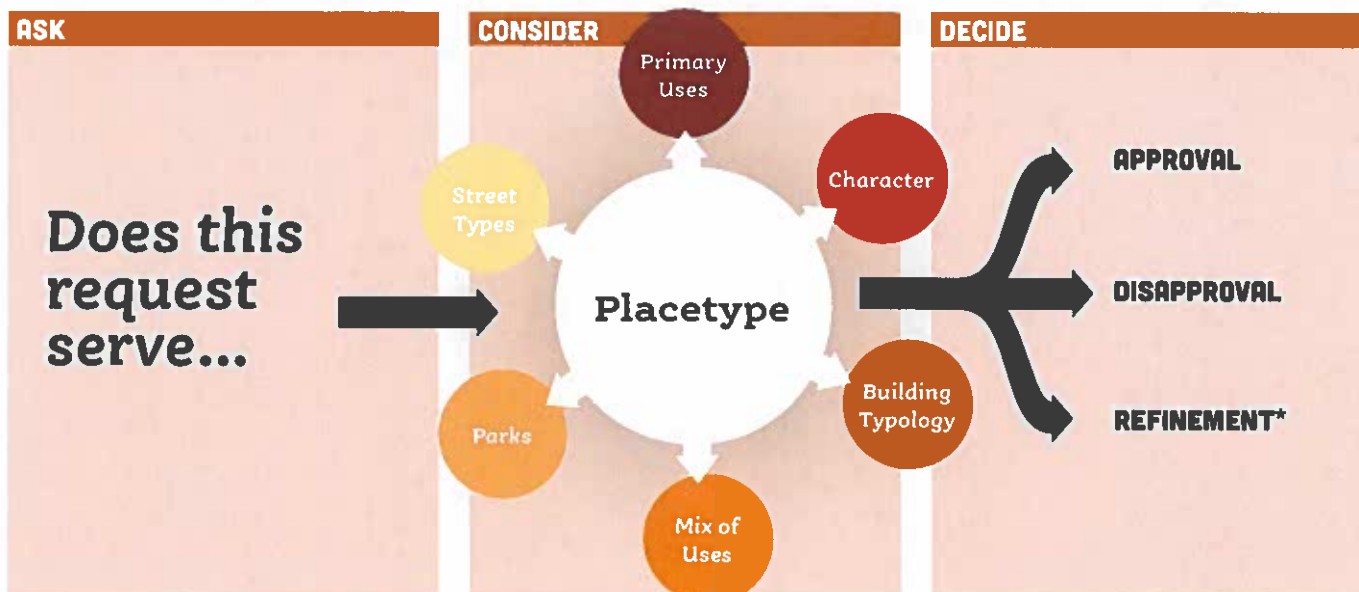 ASK
Does this
request
serve...
CONSIDER
Primary
Uses
Character
Street
Types
Placetype
Building
Typology
Parks
Mix of
Uses
DECIDE
APPROVAL
DISAPPROVAL
REFINEMENT*